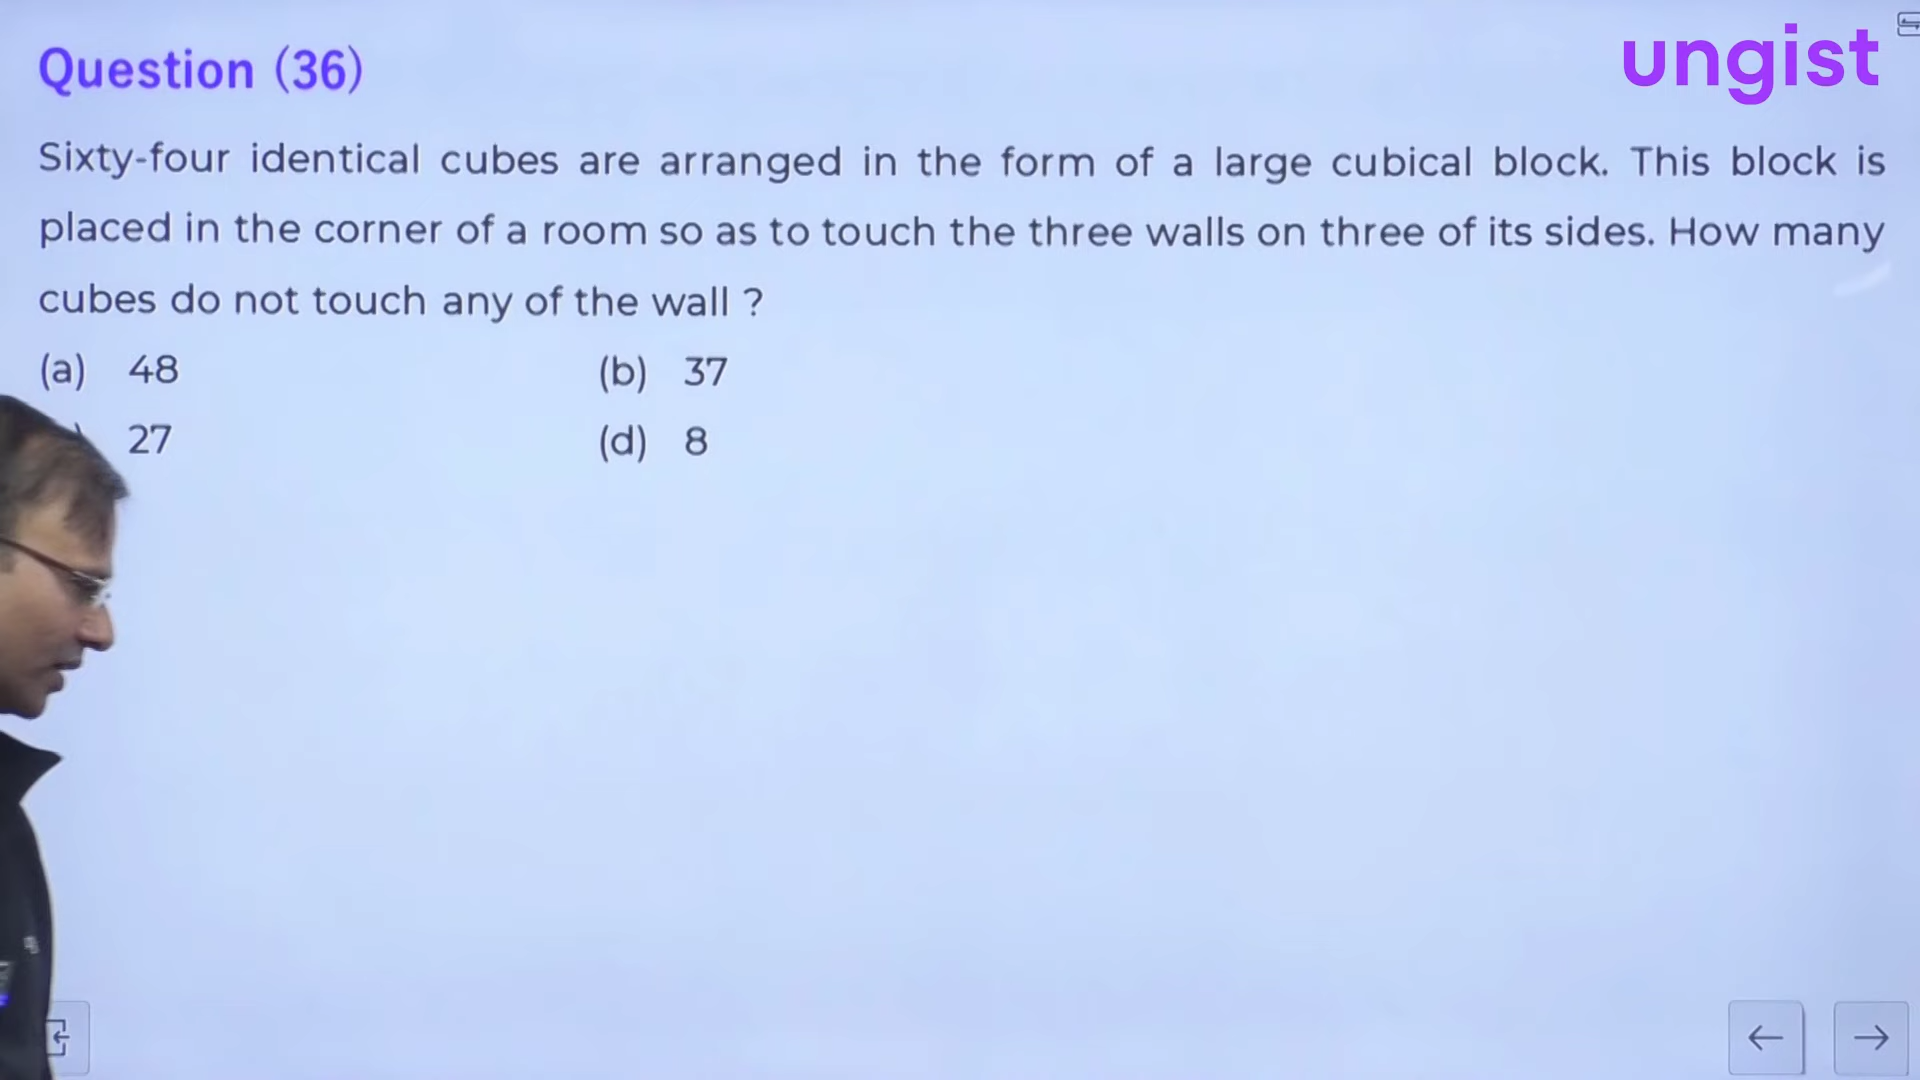 Question (36)
ungist
Sixty-four identical cubes are arranged in the form of a large cubical block. This block is
placed in the corner of a room so as to touch the three walls on three of its sides. How many
cubes do not touch any of the wall ?
(a) 48
(b) 37
) 27
(d) 8